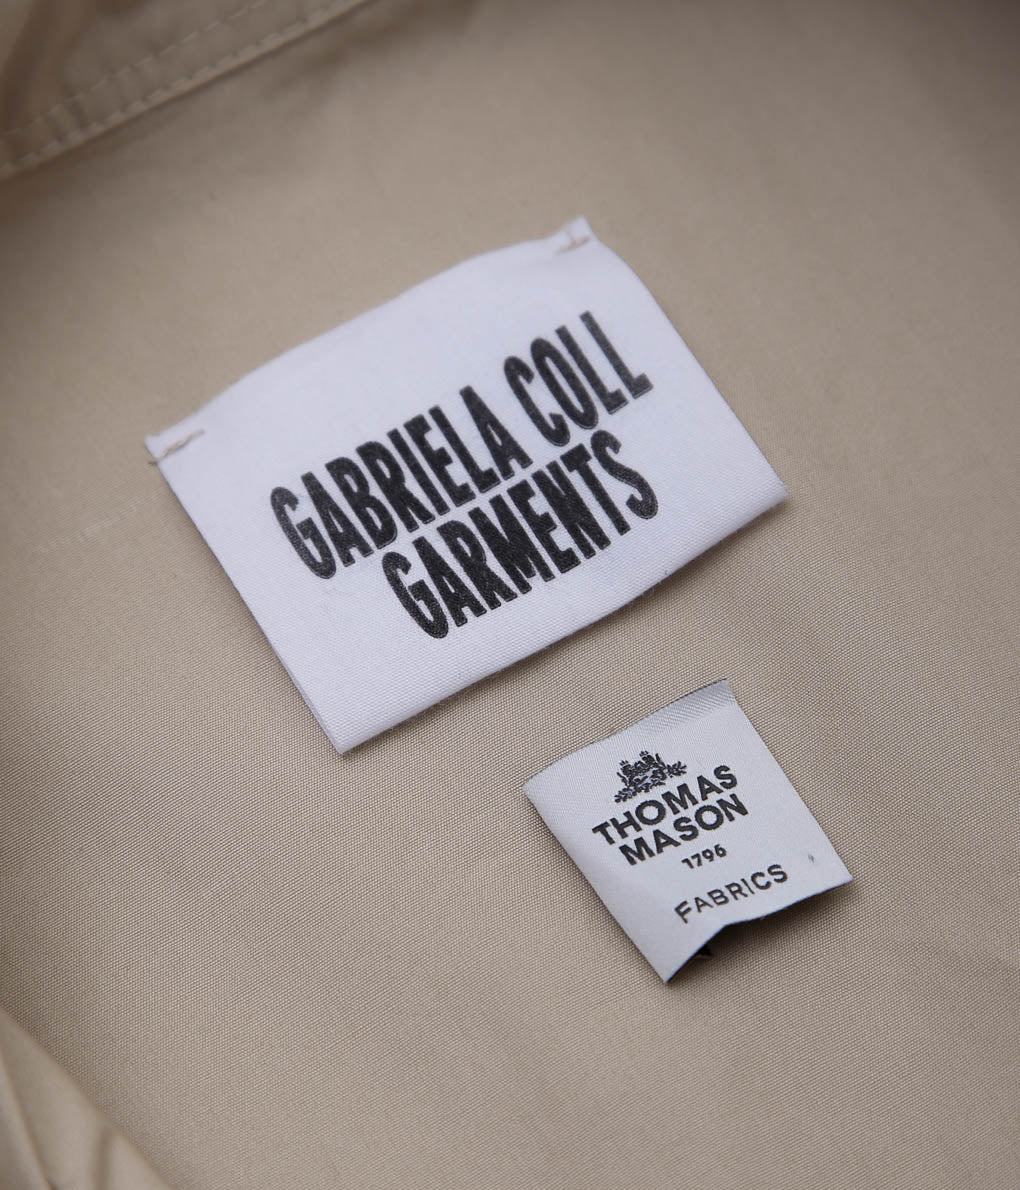 GABRIELA COLL
GARMENTS
THOMAS
MASON
1796
FABRICS